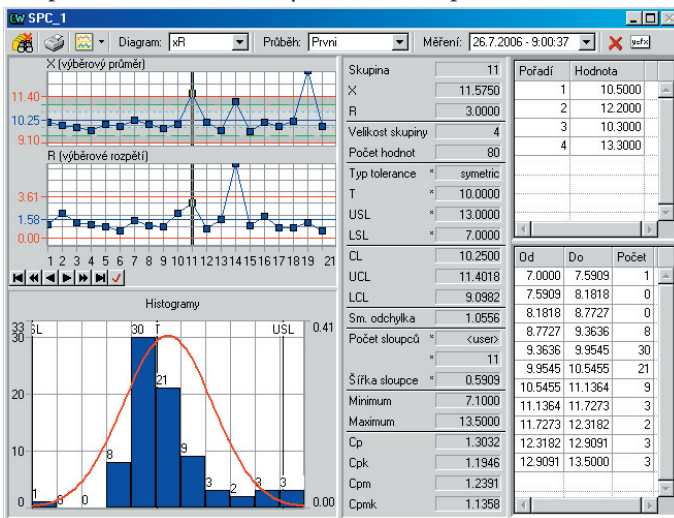 SPC_1
Diagram: xR Průběh: První Měření: 26.7.2006 - 9:00:37 y=fx
X (výběrový průměr)
11.40
10.25
9.10
R (výběrové rozpětí)
3.61
1.58
0.00
1 2 3 4 5 6 7 8 9 10 11 12 13 14 15 16 17 18 19 21
Histogramy
33 SL 30 T USL 0.41
30
21
20
10
8 9
1 0 3 2 3 3
0 0.00
Skupina 11
X 11.5750
R 3.0000
Velikost skupiny 4
Počet hodnot 80
Typ tolerance * symetric
T * 10.0000
USL * 13.0000
LSL * 7.0000
CL 10.2500
UCL 11.4018
LCL 9.0982
Sm. odchylka 1.0556
Počet sloupců * <user>
* 11
Šířka sloupce * 0.5909
Minimum 7.1000
Maximum 13.5000
Cp 1.3032
Cpk 1.1946
Cpm 1.2391
Cpmk 1.1358
Pořadí Hodnota
1 10.5000
2 12.2000
3 10.3000
4 13.3000
Od Do Počet
7.0000 7.5909 1
7.5909 8.1818 0
8.1818 8.7727 0
8.7727 9.3636 8
9.3636 9.9545 30
9.9545 10.5455 21
10.5455 11.1364 9
11.1364 11.7273 3
11.7273 12.3182 2
12.3182 12.9091 3
12.9091 13.5000 3